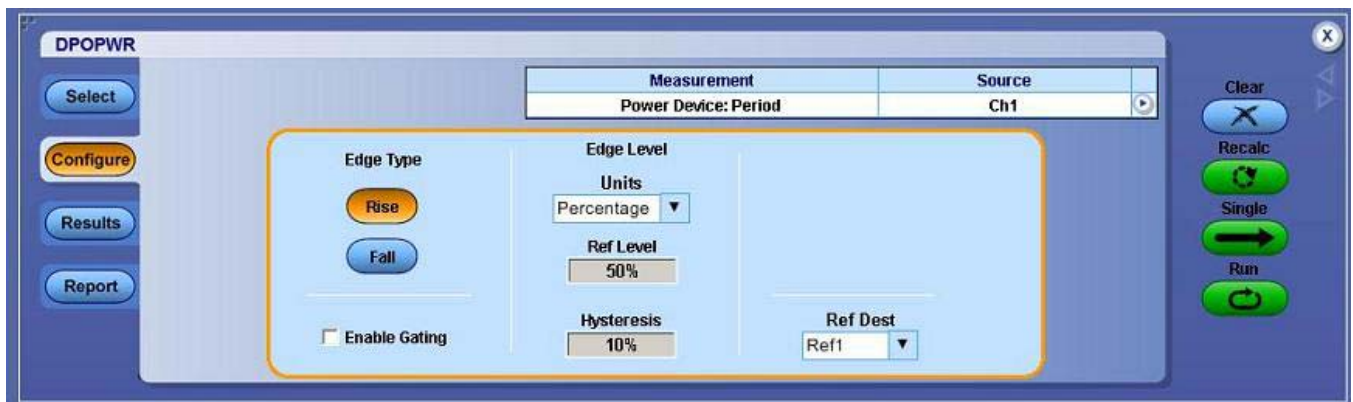 DPOPWR
X
Select
Configure
Results
Report
Measurement Source
Power Device: Period Ch1
Edge Type
Rise
Fall
Enable Gating
Edge Level
Units
Percentage
Ref Level
50%
Hysteresis
10%
Ref Dest
Ref1
Clear
Recalc
Single
Run